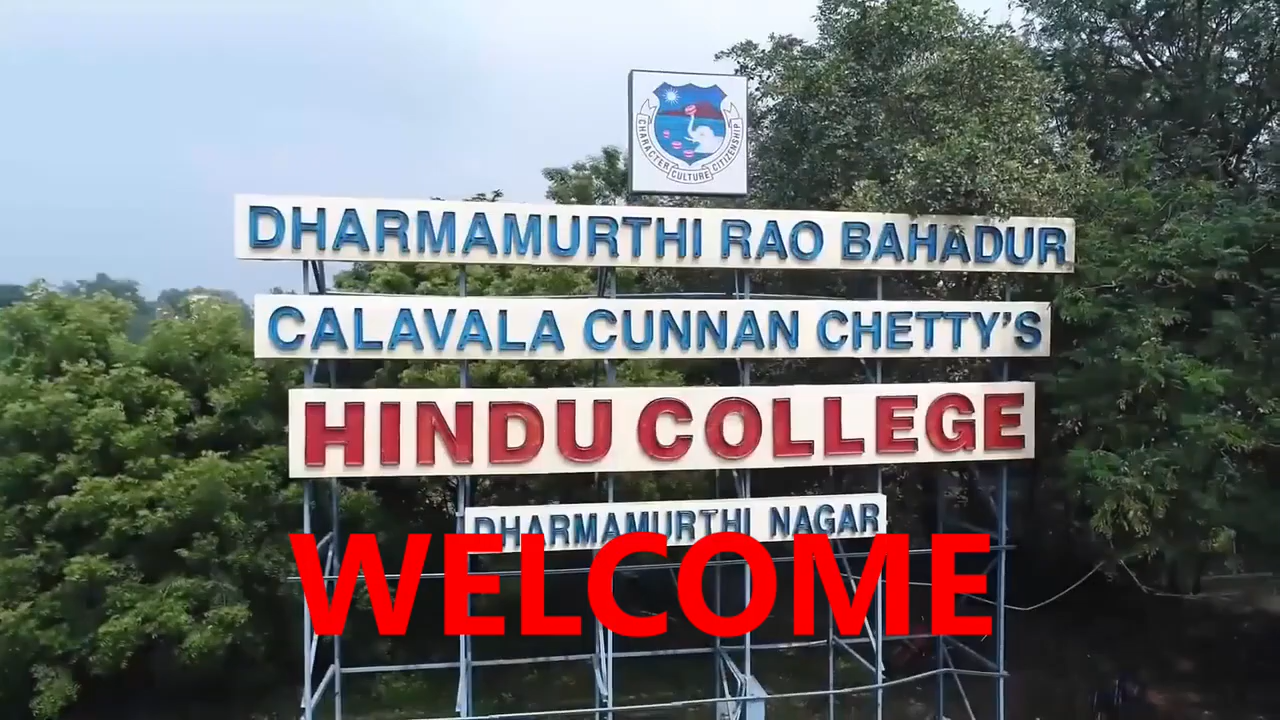 CHARACTER CULTURE CITIZENSHIP
DHARMAMURTHI RAO BAHADUR
CALAVALA CUNNAN CHETTY'S
HINDU COLLEGE
DHARMAMURTHI NAGAR
WELCOME